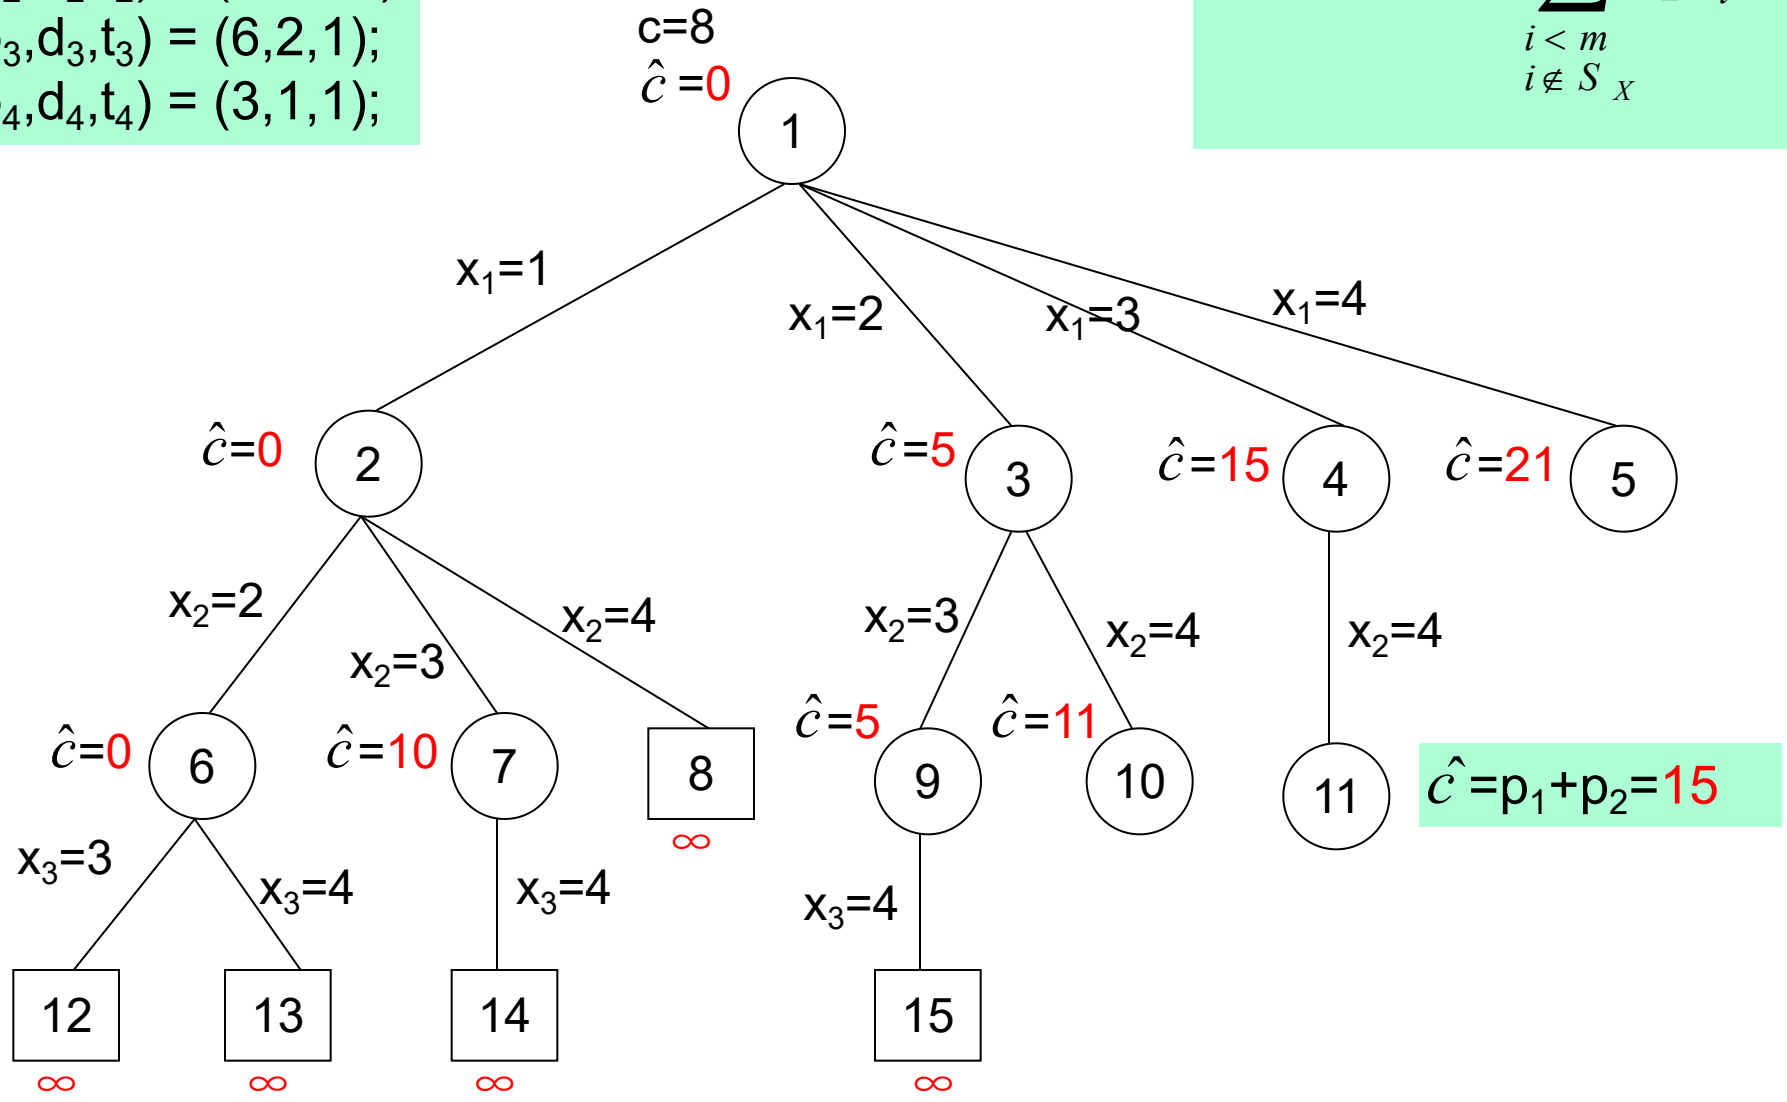 ₃,d₃,t₃) = (6,2,1);
₄,d₄,t₄) = (3,1,1);
i < m
i ∉ S X
c=8
ĉ =0
1
x₁=1
x₁=2
x₁=3
x₁=4
ĉ=0
2
ĉ=5
3
ĉ=15
4
ĉ=21
5
x₂=2
x₂=3
x₂=4
x₂=3
x₂=4
x₂=4
ĉ=0
6
ĉ=10
7
8
∞
ĉ=5
9
ĉ=11
10
11
ĉ=p₁+p₂=15
x₃=3
x₃=4
x₃=4
x₃=4
12
13
14
15
∞
∞
∞
∞